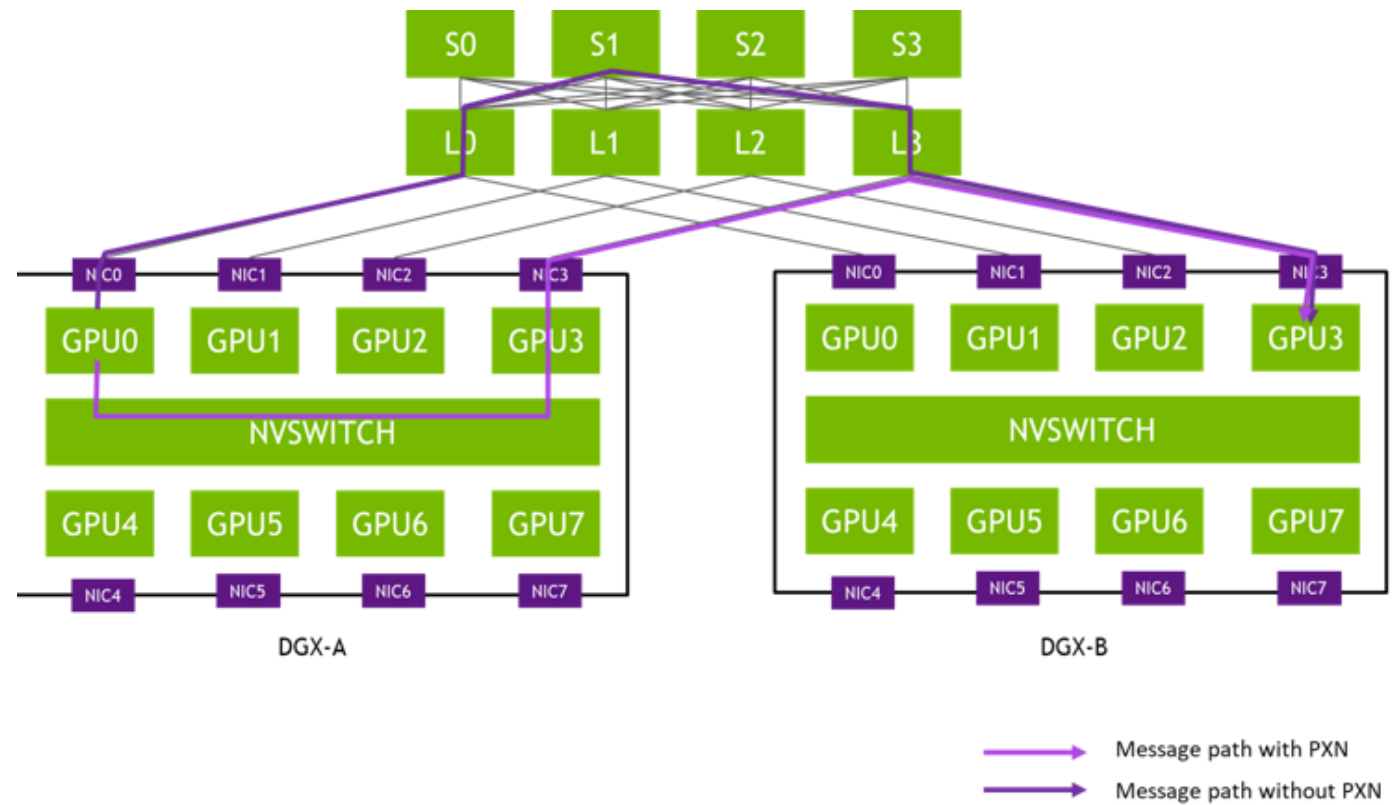 S0 S1 S2 S3
L0 L1 L2 L3
NIC0 NIC1 NIC2 NIC3 NIC0 NIC1 NIC2 NIC3
GPU0 GPU1 GPU2 GPU3 GPU0 GPU1 GPU2 GPU3
NVSWITCH NVSWITCH
GPU4 GPU5 GPU6 GPU7 GPU4 GPU5 GPU6 GPU7
NIC4 NIC5 NIC6 NIC7 NIC4 NIC5 NIC6 NIC7
DGX-A DGX-B
Message path with PXN
Message path without PXN